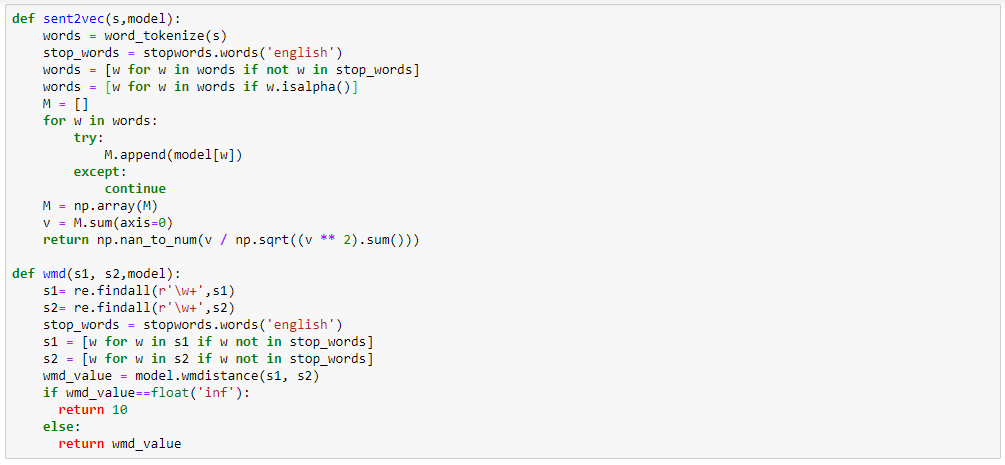 def sent2vec(s,model):
    words = word_tokenize(s)
    stop_words = stopwords.words('english')
    words = [w for w in words if not w in stop_words]
    words = [w for w in words if w.isalpha()]
    M = []
    for w in words:
        try:
            M.append(model[w])
        except:
            continue
    M = np.array(M)
    v = M.sum(axis=0)
    return np.nan_to_num(v / np.sqrt((v ** 2).sum()))

def wmd(s1, s2,model):
    s1= re.findall(r'\w+',s1)
    s2= re.findall(r'\w+',s2)
    stop_words = stopwords.words('english')
    s1 = [w for w in s1 if w not in stop_words]
    s2 = [w for w in s2 if w not in stop_words]
    wmd_value = model.wmdistance(s1, s2)
    if wmd_value==float('inf'):
      return 10
    else:
      return wmd_value